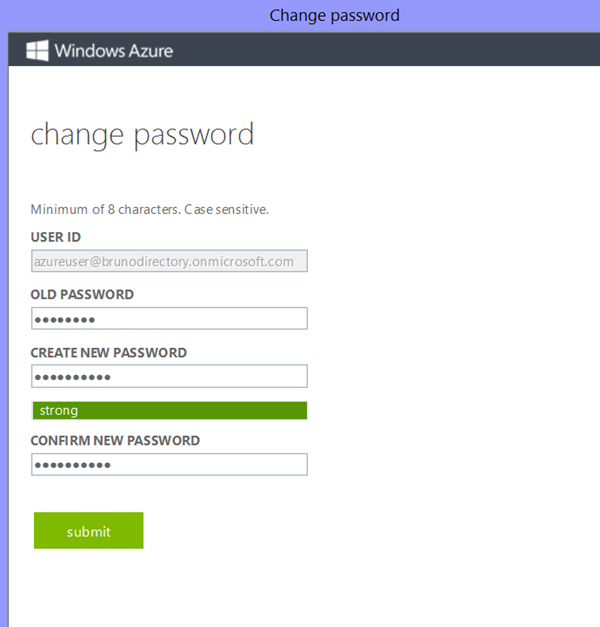 Change password
Windows Azure
change password
Minimum of 8 characters. Case sensitive.
USER ID
azureuser@brunodirectory.onmicrosoft.com
OLD PASSWORD
●●●●●●●●
CREATE NEW PASSWORD
●●●●●●●●●●
strong
CONFIRM NEW PASSWORD
●●●●●●●●●●
submit